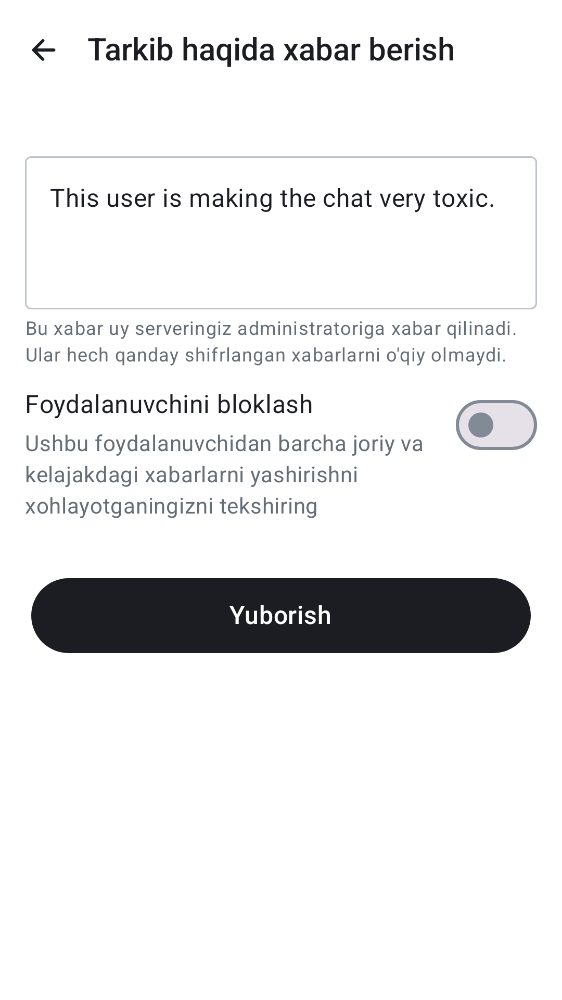 Tarkib haqida xabar berish
This user is making the chat very toxic.
Bu xabar uy serveringiz administratoriga xabar qilinadi.
Ular hech qanday shifrlangan xabarlarni o'qiy olmaydi.
Foydalanuvchini bloklash
Ushbu foydalanuvchidan barcha joriy va
kelajakdagi xabarlarni yashirishni
xohlayotganingizni tekshiring
Yuborish